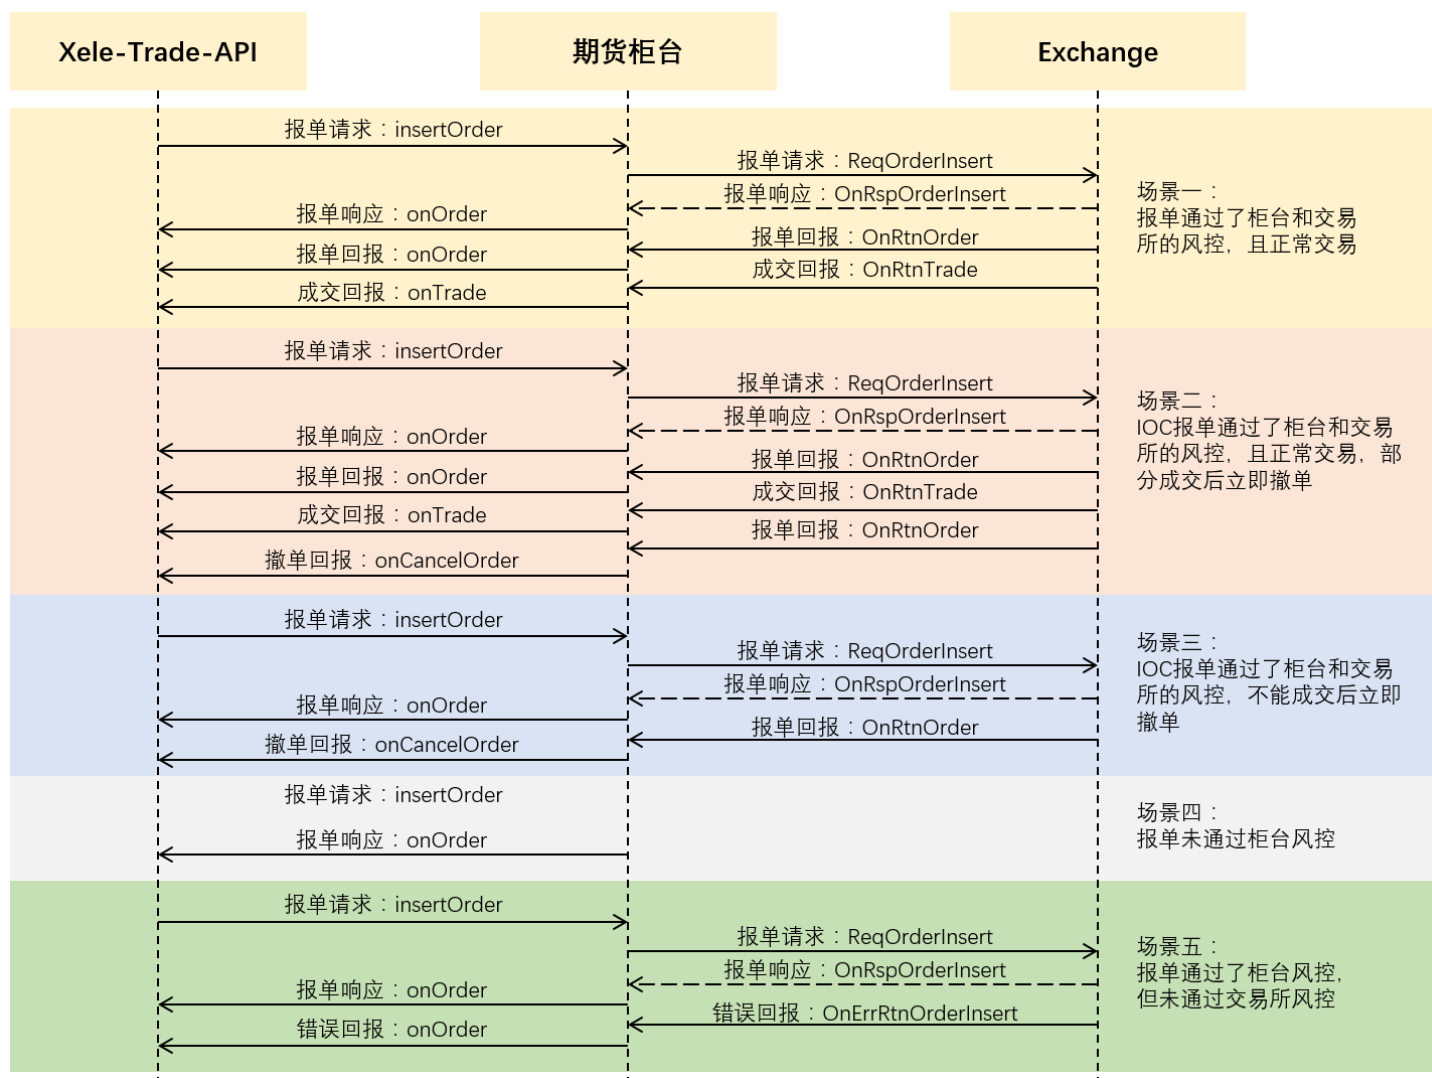 Xele-Trade-API
期货柜台
Exchange
报单请求：insertOrder
报单请求：ReqOrderInsert
报单响应：OnRspOrderInsert
报单响应：onOrder
报单回报：OnRtnOrder
报单回报：onOrder
成交回报：OnRtnTrade
成交回报：onTrade
场景一：
报单通过了柜台和交易
所的风控，且正常交易
报单请求：insertOrder
报单请求：ReqOrderInsert
报单响应：OnRspOrderInsert
报单响应：onOrder
报单回报：OnRtnOrder
报单回报：onOrder
成交回报：OnRtnTrade
成交回报：onTrade
报单回报：OnRtnOrder
撤单回报：onCancelOrder
场景二：
IOC报单通过了柜台和交易
所的风控，且正常交易，部
分成交后立即撤单
报单请求：insertOrder
报单请求：ReqOrderInsert
报单响应：OnRspOrderInsert
报单响应：onOrder
报单回报：OnRtnOrder
撤单回报：onCancelOrder
场景三：
IOC报单通过了柜台和交易
所的风控，不能成交后立即
撤单
报单请求：insertOrder
报单响应：onOrder
场景四：
报单未通过柜台风控
报单请求：insertOrder
报单请求：ReqOrderInsert
报单响应：OnRspOrderInsert
报单响应：onOrder
错误回报：OnErrRtnOrderInsert
错误回报：onOrder
场景五：
报单通过了柜台风控，
但未通过交易所风控